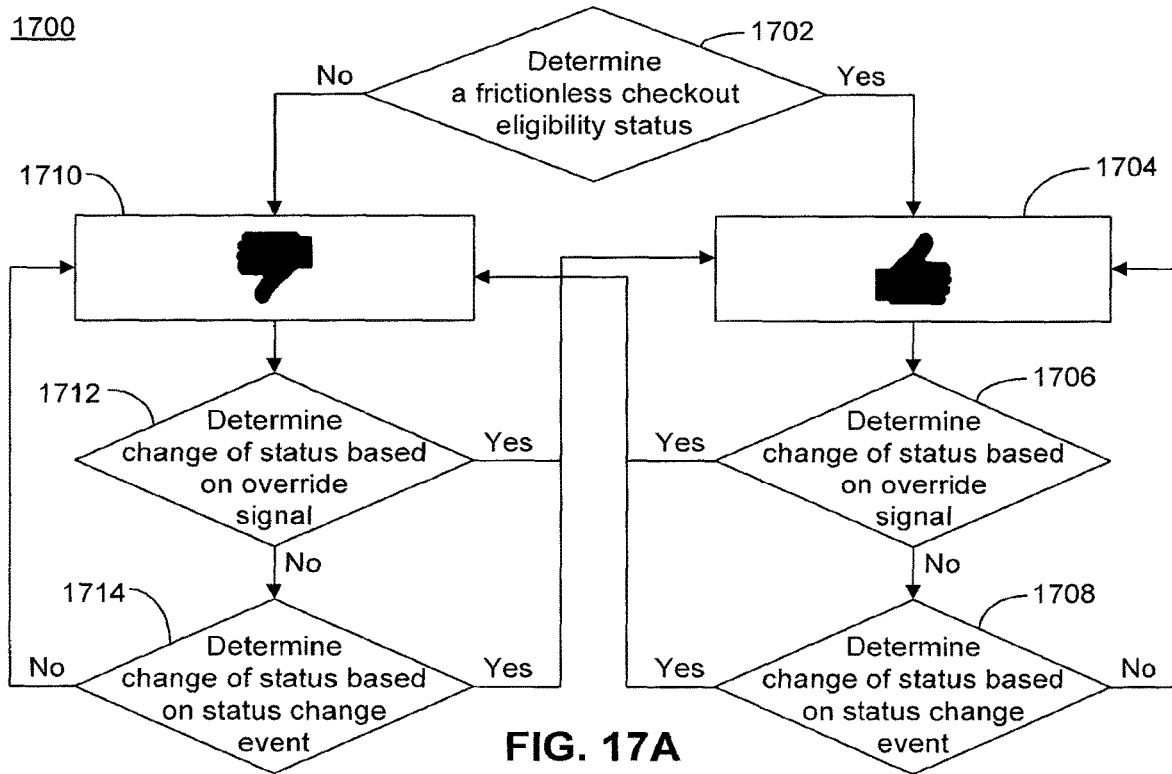 1700
1702
Determine
a frictionless checkout
eligibility status
No
Yes
1710
1704
1712
Determine
change of status based
on override
signal
Yes
No
1706
Determine
change of status based
on override
signal
Yes
No
1714
Determine
change of status based
on status change
event
No
Yes
1708
Determine
change of status based
on status change
event
Yes
No
FIG. 17A